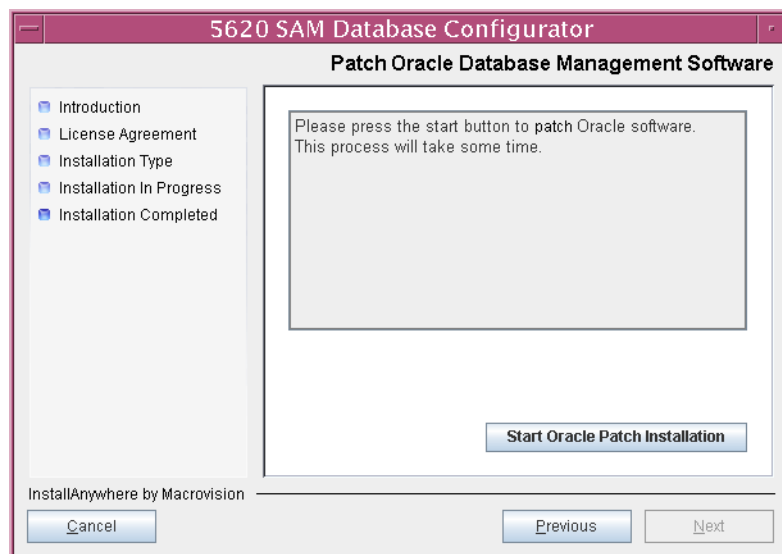 5620 SAM Database Configurator
Patch Oracle Database Management Software
Introduction
License Agreement
Installation Type
Installation In Progress
Installation Completed
Please press the start button to patch Oracle software.
This process will take some time.
Start Oracle Patch Installation
InstallAnywhere by Macrovision
Cancel
Previous
Next